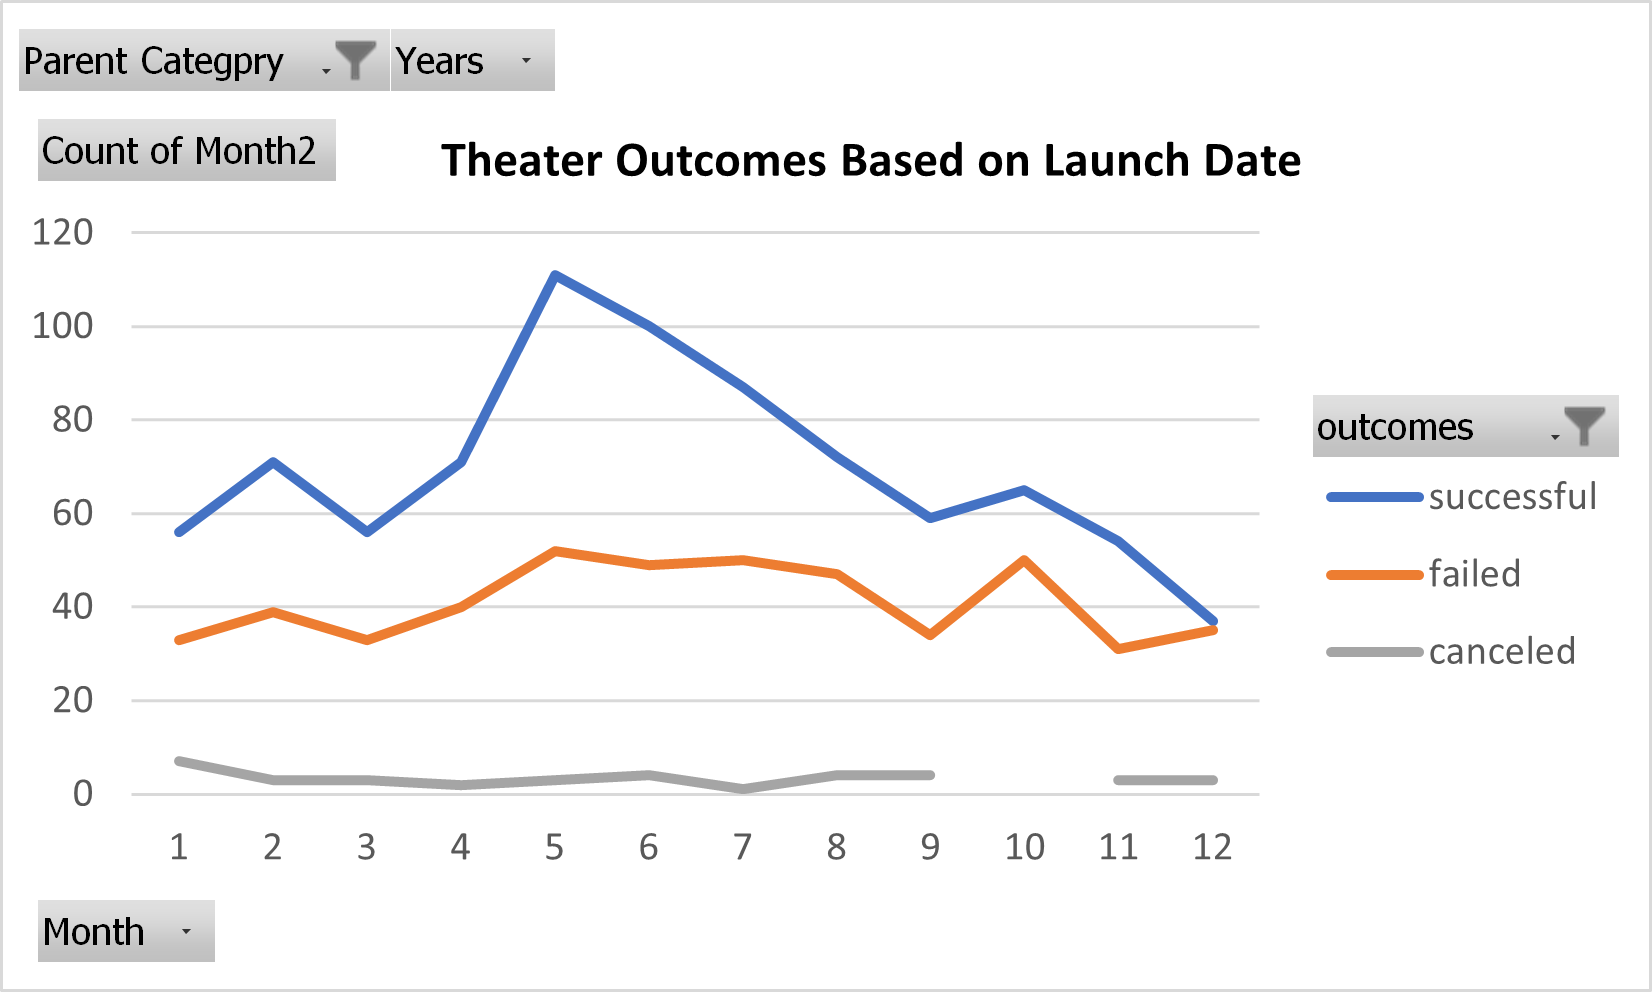 Parent Categpry Years
Count of Month2
Theater Outcomes Based on Launch Date
120
100
80
60
40
20
0
1 2 3 4 5 6 7 8 9 10 11 12
outcomes
successful
failed
canceled
Month